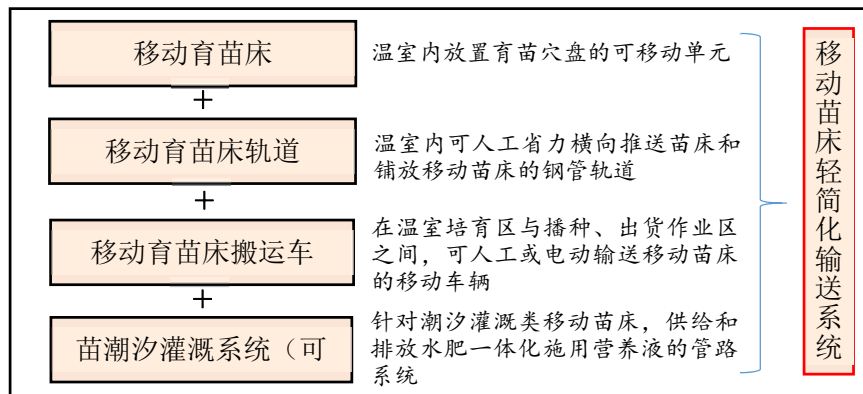 移动育苗床
温室内放置育苗穴盘的可移动单元
+
移动育苗床轨道
温室内可人工省力横向推送苗床和
铺放移动苗床的钢管轨道
+
移动育苗床搬运车
在温室培育区与播种、出货作业区
之间，可人工或电动输送移动苗床
的移动车辆
+
苗潮汐灌溉系统（可
针对潮汐灌溉类移动苗床，供给和
排放水肥一体化施用营养液的管路
系统
移动苗床轻简化输送系统